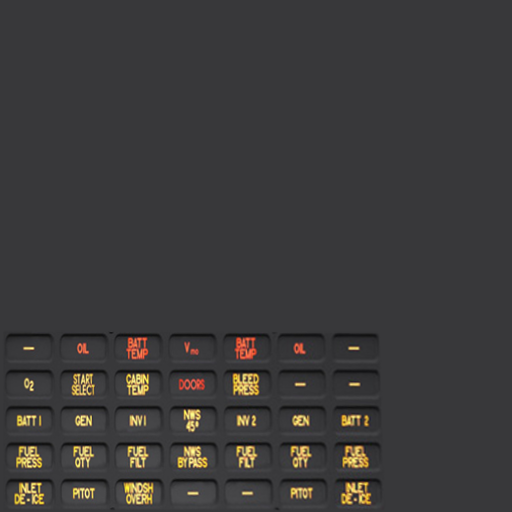 — OIL BATT TEMP Vmo BATT TEMP OIL —
O2 START SELECT CABIN TEMP DOORS BLEED PRESS — —
BATT 1 GEN INV 1 NWS 45° INV 2 GEN BATT 2
FUEL PRESS FUEL QTY FUEL FILT NWS BYPASS FUEL FILT FUEL QTY FUEL PRESS
INLET DE-ICE PITOT WINDSH OVERH — — PITOT INLET DE-ICE